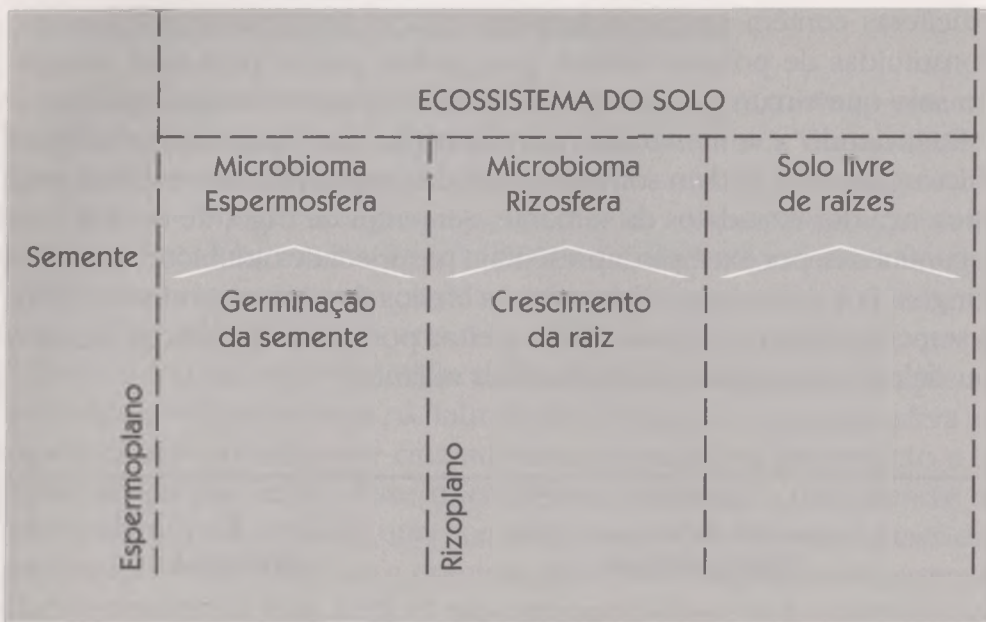 ECOSSISTEMA DO SOLO
Microbioma
Espermosfera
Microbioma
Rizosfera
Solo livre
de raízes
Semente
Germinação
da semente
Crescimento
da raiz
Espermoplano
Rizoplano